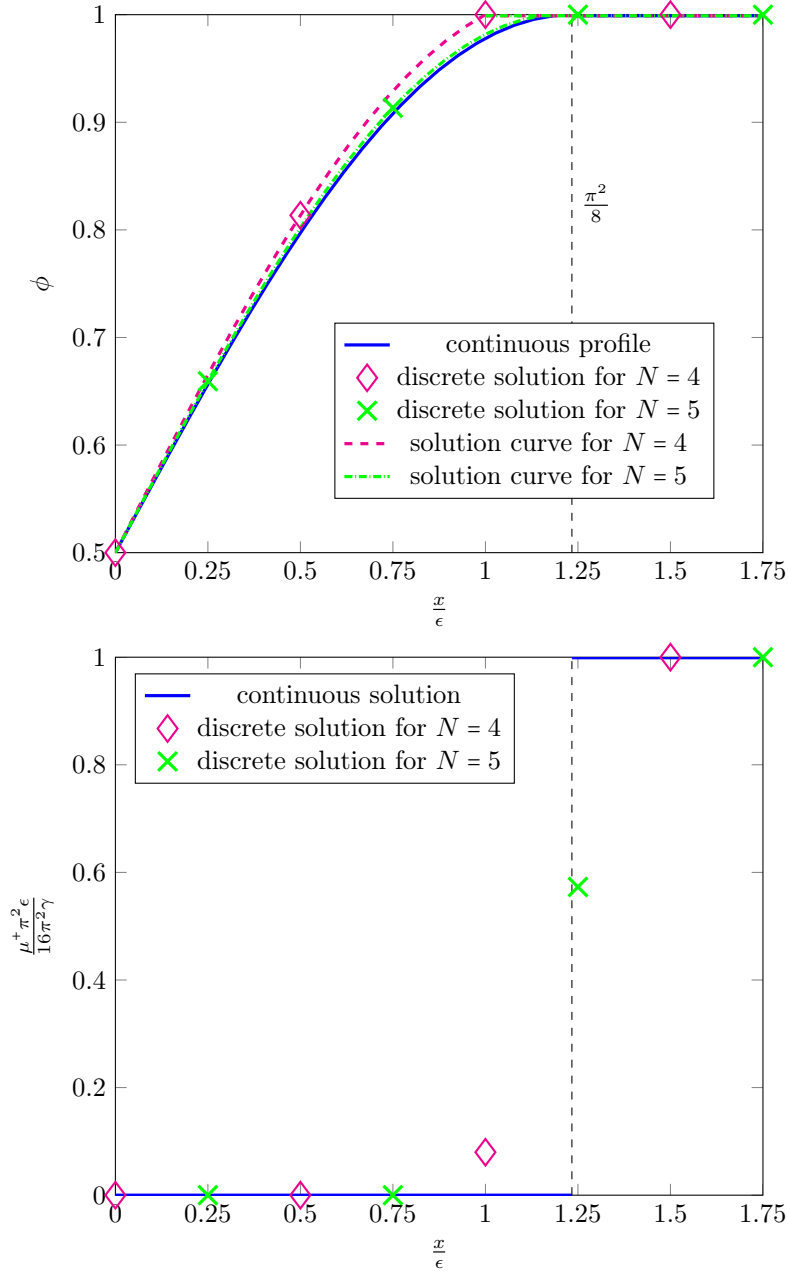 1
0.9
0.8
0.7
0.6
0.5
ϕ
π²/8
continuous profile
discrete solution for N = 4
discrete solution for N = 5
solution curve for N = 4
solution curve for N = 5
0 0.25 0.5 0.75 1 1.25 1.5 1.75
x/ϵ
1
0.8
0.6
0.4
0.2
0
μ⁺π²ϵ/16π²γ
continuous solution
discrete solution for N = 4
discrete solution for N = 5
0 0.25 0.5 0.75 1 1.25 1.5 1.75
x/ϵ